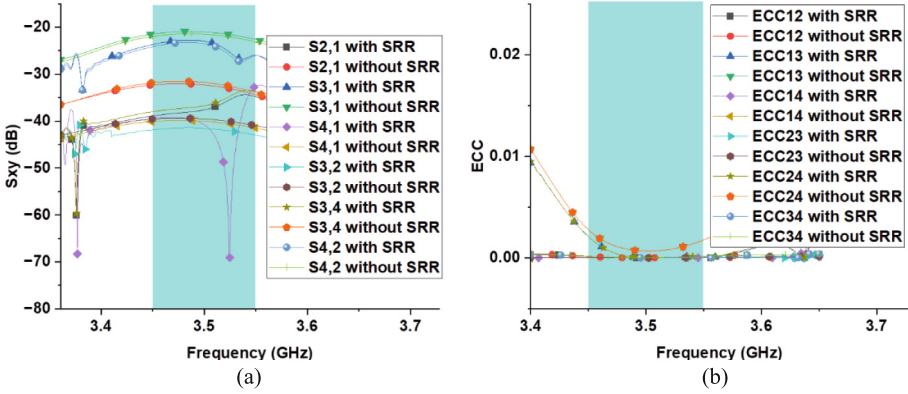 −20
−30
−40
−50
−60
−70
−80
Sxy (dB)
3.4
3.5
3.6
3.7
Frequency (GHz)
S2,1 with SRR
S2,1 without SRR
S3,1 with SRR
S3,1 without SRR
S4,1 with SRR
S4,1 without SRR
S3,2 with SRR
S3,2 without SRR
S3,4 with SRR
S3,4 without SRR
S4,2 with SRR
S4,2 without SRR
(a)
0.02
0.01
0.00
ECC
3.4
3.5
3.6
3.7
Frequency (GHz)
ECC12 with SRR
ECC12 without SRR
ECC13 with SRR
ECC13 without SRR
ECC14 with SRR
ECC14 without SRR
ECC23 with SRR
ECC23 without SRR
ECC24 with SRR
ECC24 without SRR
ECC34 with SRR
ECC34 without SRR
(b)